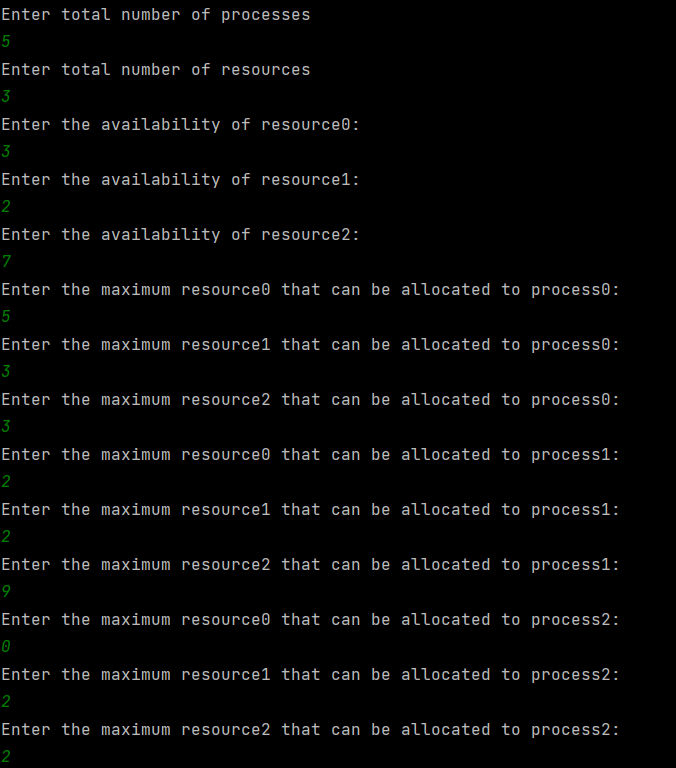 Enter total number of processes
5
Enter total number of resources
3
Enter the availability of resource0:
3
Enter the availability of resource1:
2
Enter the availability of resource2:
7
Enter the maximum resource0 that can be allocated to process0:
5
Enter the maximum resource1 that can be allocated to process0:
3
Enter the maximum resource2 that can be allocated to process0:
3
Enter the maximum resource0 that can be allocated to process1:
2
Enter the maximum resource1 that can be allocated to process1:
2
Enter the maximum resource2 that can be allocated to process1:
9
Enter the maximum resource0 that can be allocated to process2:
0
Enter the maximum resource1 that can be allocated to process2:
2
Enter the maximum resource2 that can be allocated to process2:
2